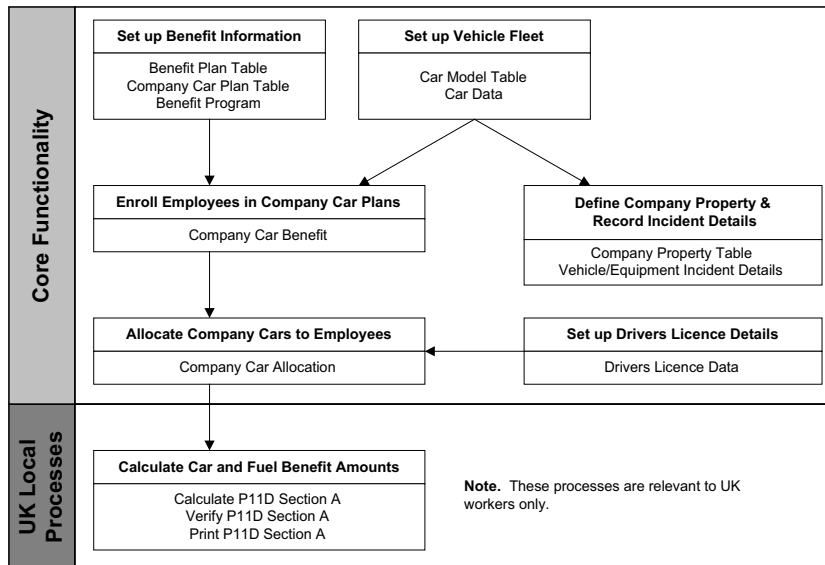 Core Functionality
Set up Benefit Information
Benefit Plan Table
Company Car Plan Table
Benefit Program
Set up Vehicle Fleet
Car Model Table
Car Data
Enroll Employees in Company Car Plans
Company Car Benefit
Define Company Property &
Record Incident Details
Company Property Table
Vehicle/Equipment Incident Details
Allocate Company Cars to Employees
Company Car Allocation
Set up Drivers Licence Details
Drivers Licence Data
UK Local
Processes
Calculate Car and Fuel Benefit Amounts
Calculate P11D Section A
Verify P11D Section A
Print P11D Section A
Note. These processes are relevant to UK
workers only.